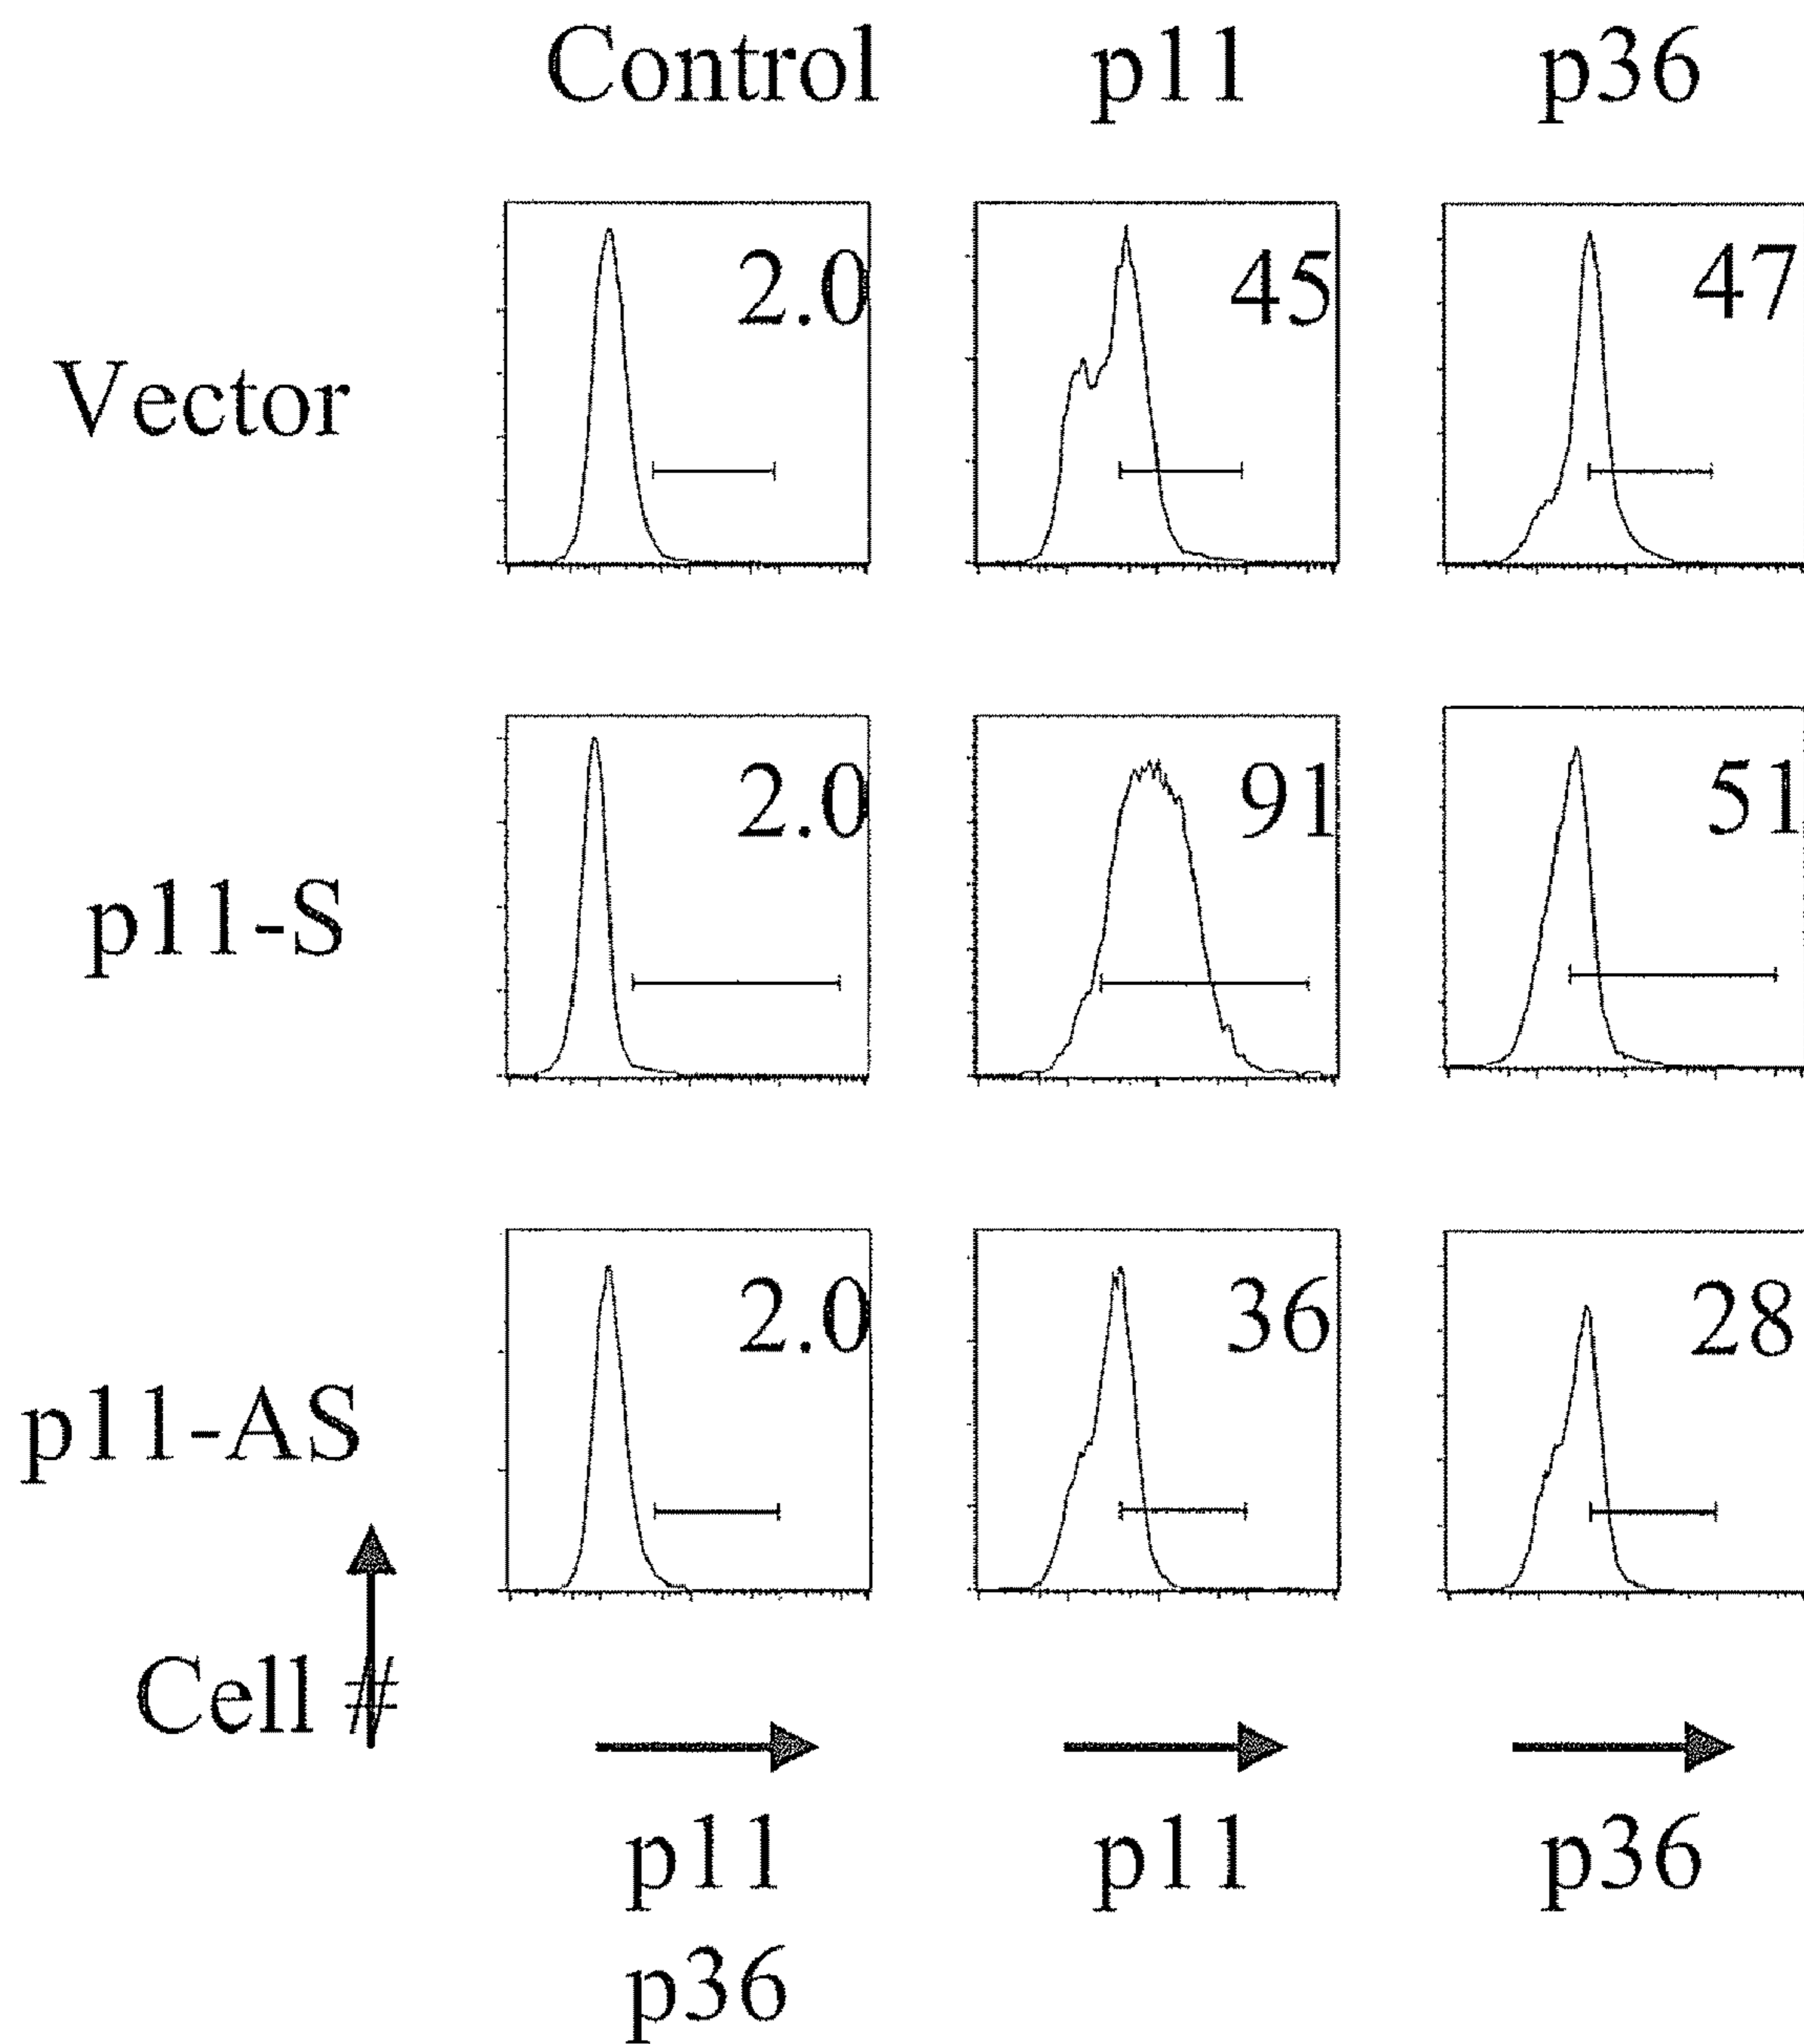 Control p11 p36
Vector 2.0 45 47
p11-S 2.0 91 51
p11-AS 2.0 36 28
Cell #
p11 p11 p36
p36